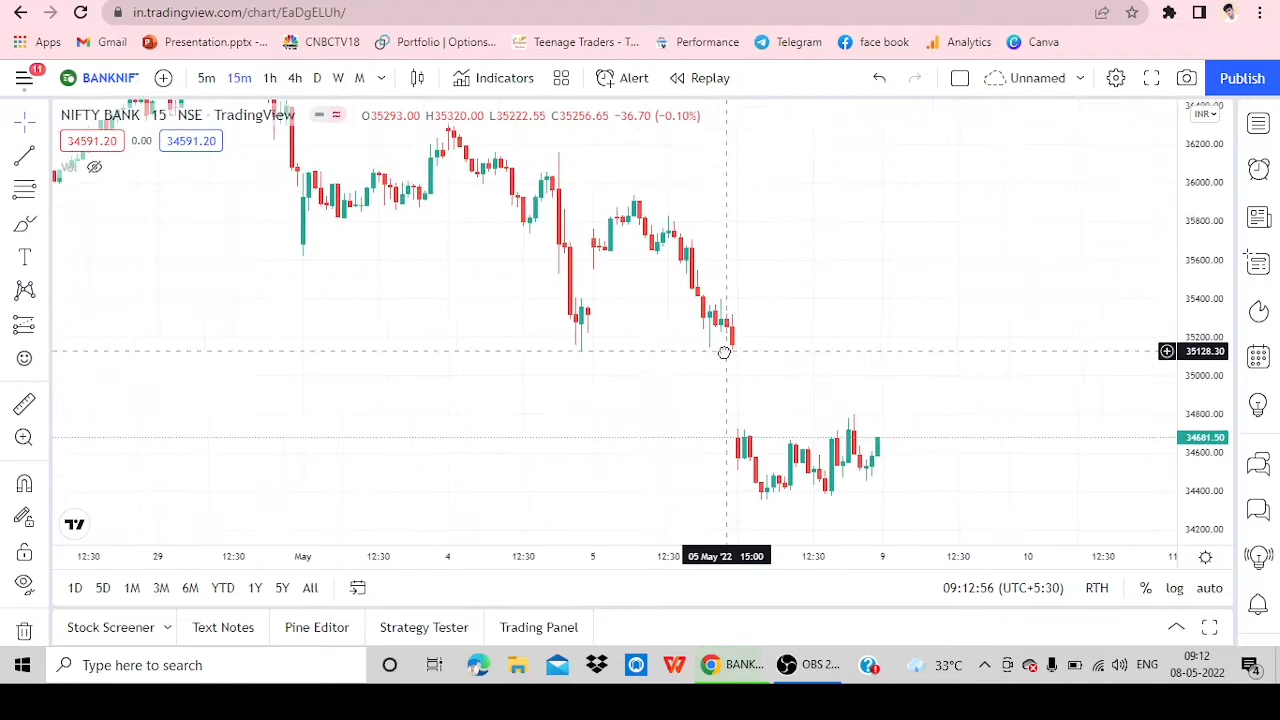 in.tradingview.com/chart/EaDgELUh/
Apps Gmail Presentation.pptx -... CNBCTV18 Portfolio | Options... Teenage Traders - T... Performance Telegram face book Analytics Canva
11
BANKNIF 5m 15m 1h 4h D W M Indicators Alert Replay Unnamed Publish
NIFTY BANK · 15 · NSE · TradingView O35293.00 H35320.00 L35222.55 C35256.65 −36.70 (−0.10%)
INR
34591.20 0.00 34591.20
Vol
36400.00
36200.00
36000.00
35800.00
35600.00
35400.00
35200.00
35128.30
35000.00
34800.00
34681.50
34600.00
34400.00
34200.00
12:30 29 12:30 May 12:30 4 12:30 5 12:30 05 May '22 15:00 12:30 9 12:30 10 12:30 11
1D 5D 1M 3M 6M YTD 1Y 5Y All 09:12:56 (UTC+5:30) RTH % log auto
Stock Screener Text Notes Pine Editor Strategy Tester Trading Panel
Type here to search BANK... OBS 2... 33°C ENG 09:12
08-05-2022
4